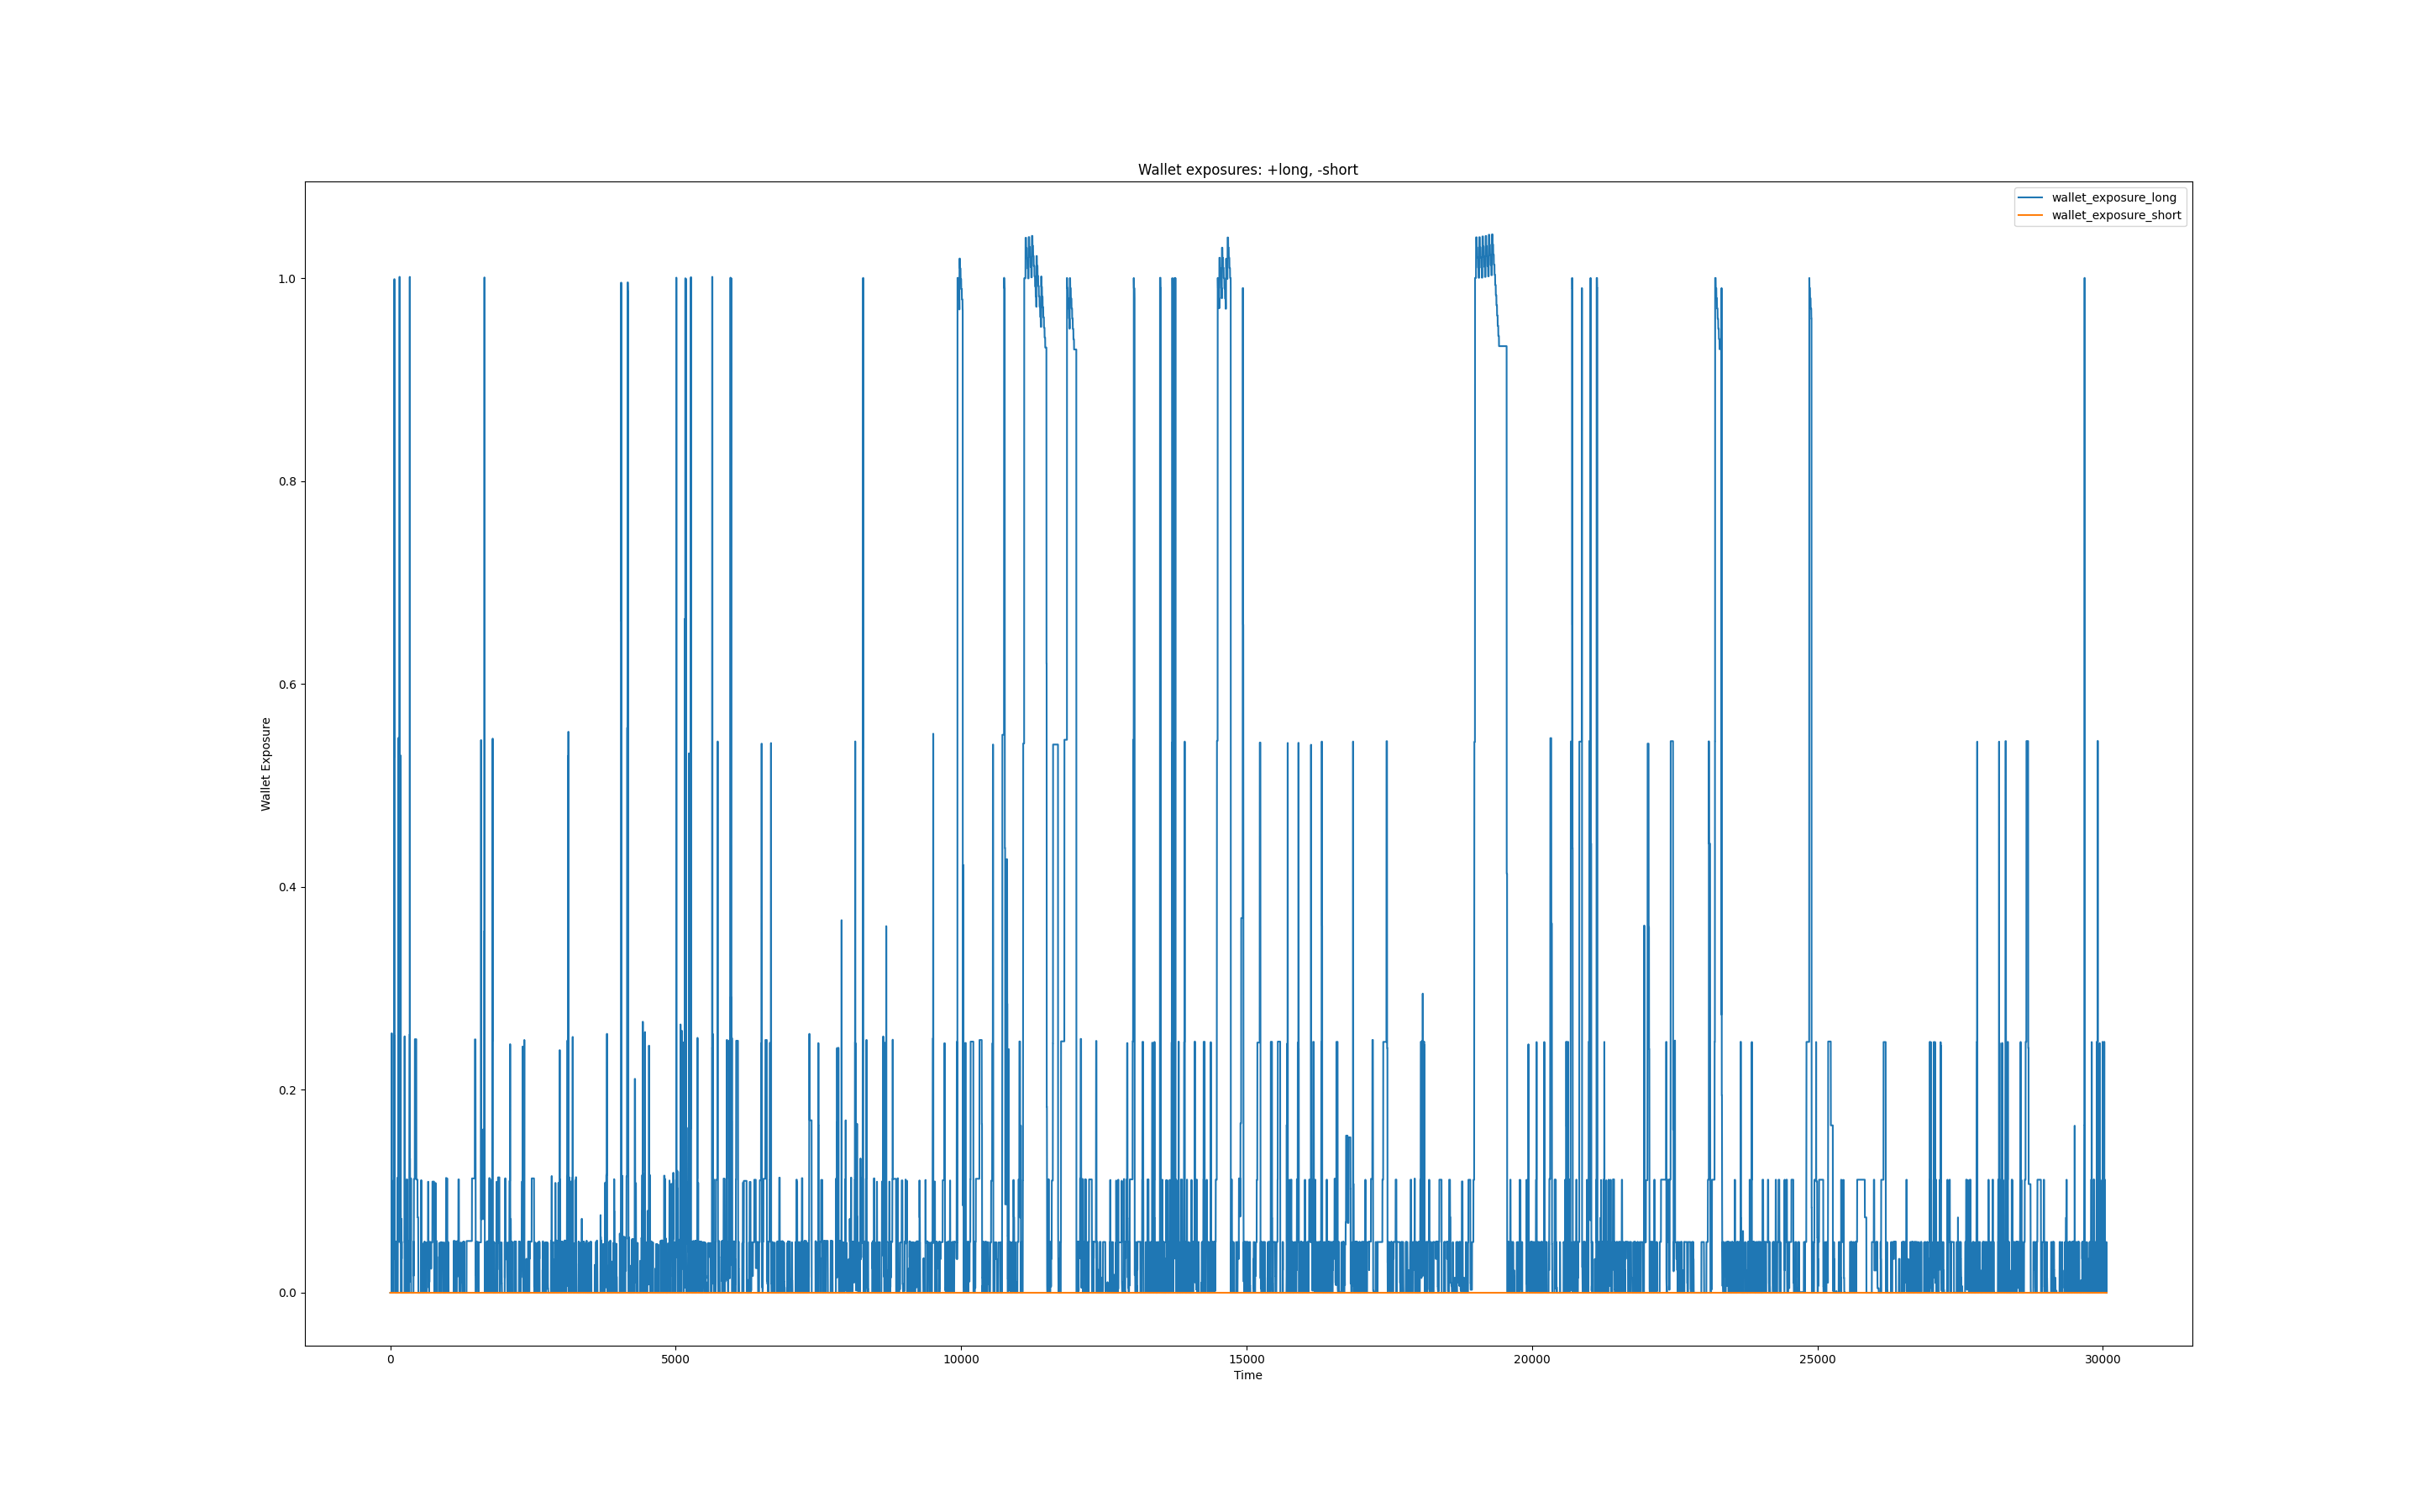 Wallet exposures: +long, -short
wallet_exposure_long
wallet_exposure_short
1.0
0.8
0.6
0.4
0.2
0.0
Wallet Exposure
0 5000 10000 15000 20000 25000 30000
Time